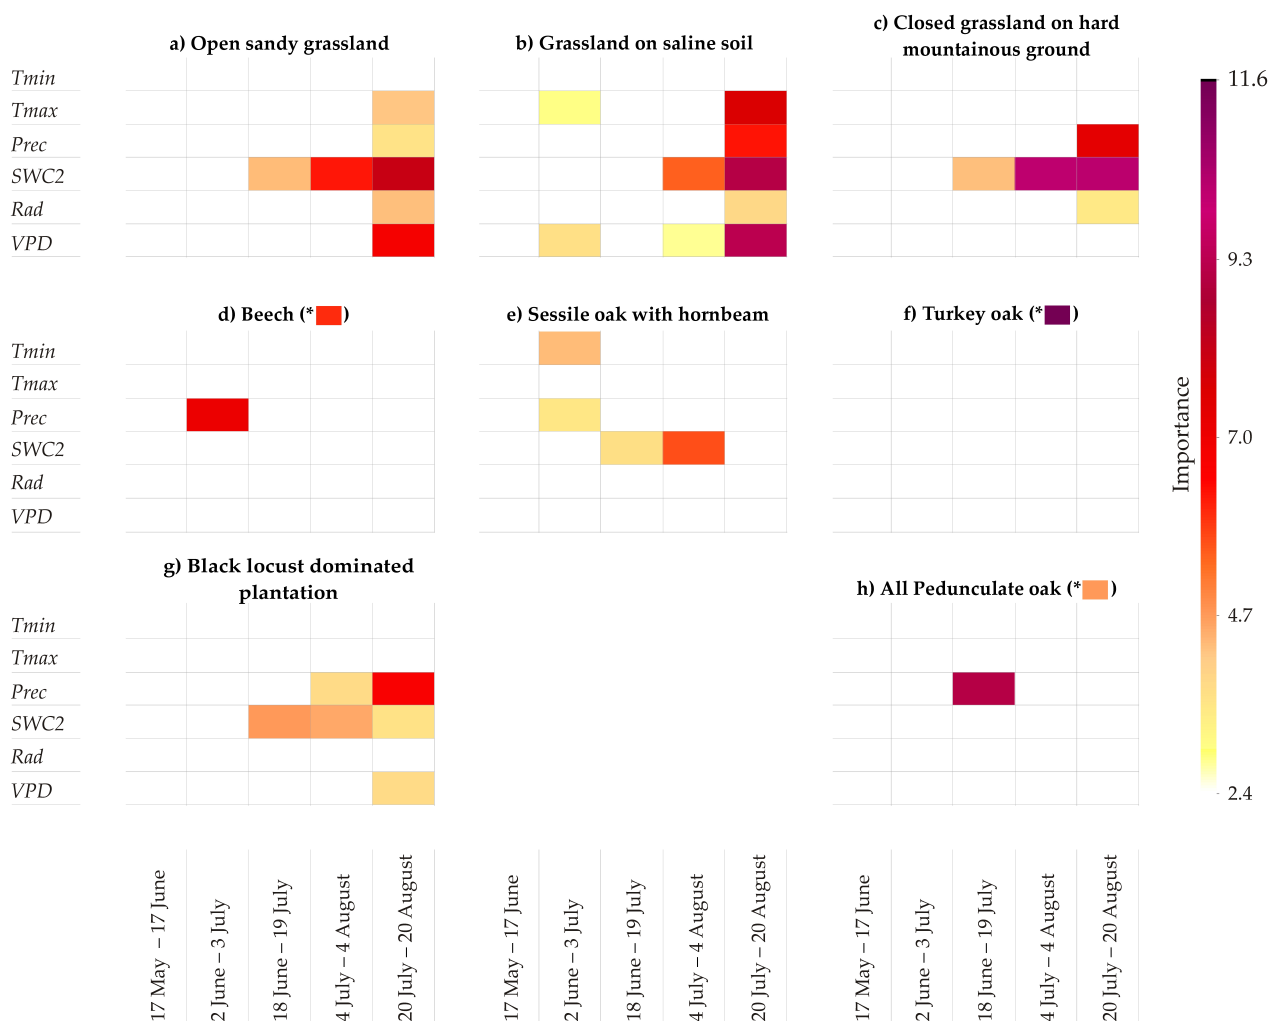 a) Open sandy grassland
b) Grassland on saline soil
c) Closed grassland on hard
mountainous ground
Tmin
Tmax
Prec
SWC2
Rad
VPD
11.6
9.3
7.0
4.7
2.4
Importance
d) Beech (* )
e) Sessile oak with hornbeam
f) Turkey oak (* )
Tmin
Tmax
Prec
SWC2
Rad
VPD
g) Black locust dominated
plantation
h) All Pedunculate oak (* )
Tmin
Tmax
Prec
SWC2
Rad
VPD
17 May – 17 June
2 June – 3 July
18 June – 19 July
4 July – 4 August
20 July – 20 August
17 May – 17 June
2 June – 3 July
18 June – 19 July
4 July – 4 August
20 July – 20 August
17 May – 17 June
2 June – 3 July
18 June – 19 July
4 July – 4 August
20 July – 20 August